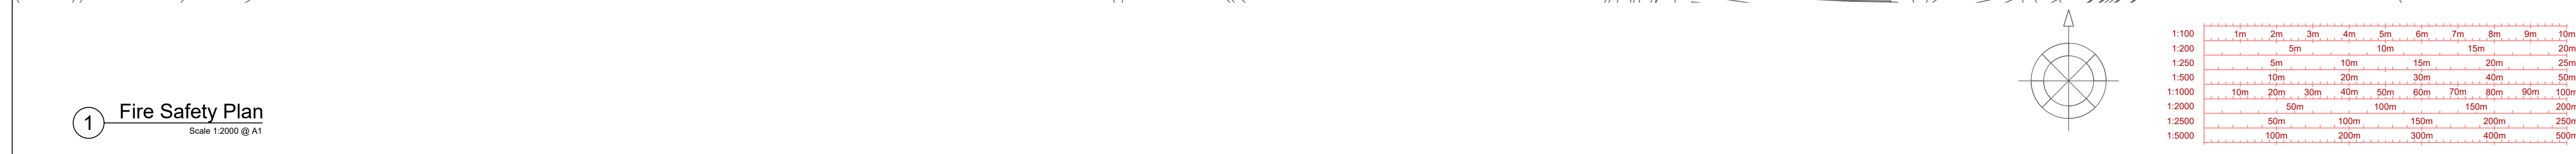 1 Fire Safety Plan
Scale 1:2000 @ A1
1:100 1m 2m 3m 4m 5m 6m 7m 8m 9m 10m
1:200 5m 10m 15m 20m
1:250 5m 10m 15m 20m 25m
1:500 10m 20m 30m 40m 50m
1:1000 10m 20m 30m 40m 50m 60m 70m 80m 90m 100m
1:2000 50m 100m 150m 200m
1:2500 50m 100m 150m 200m 250m
1:5000 100m 200m 300m 400m 500m